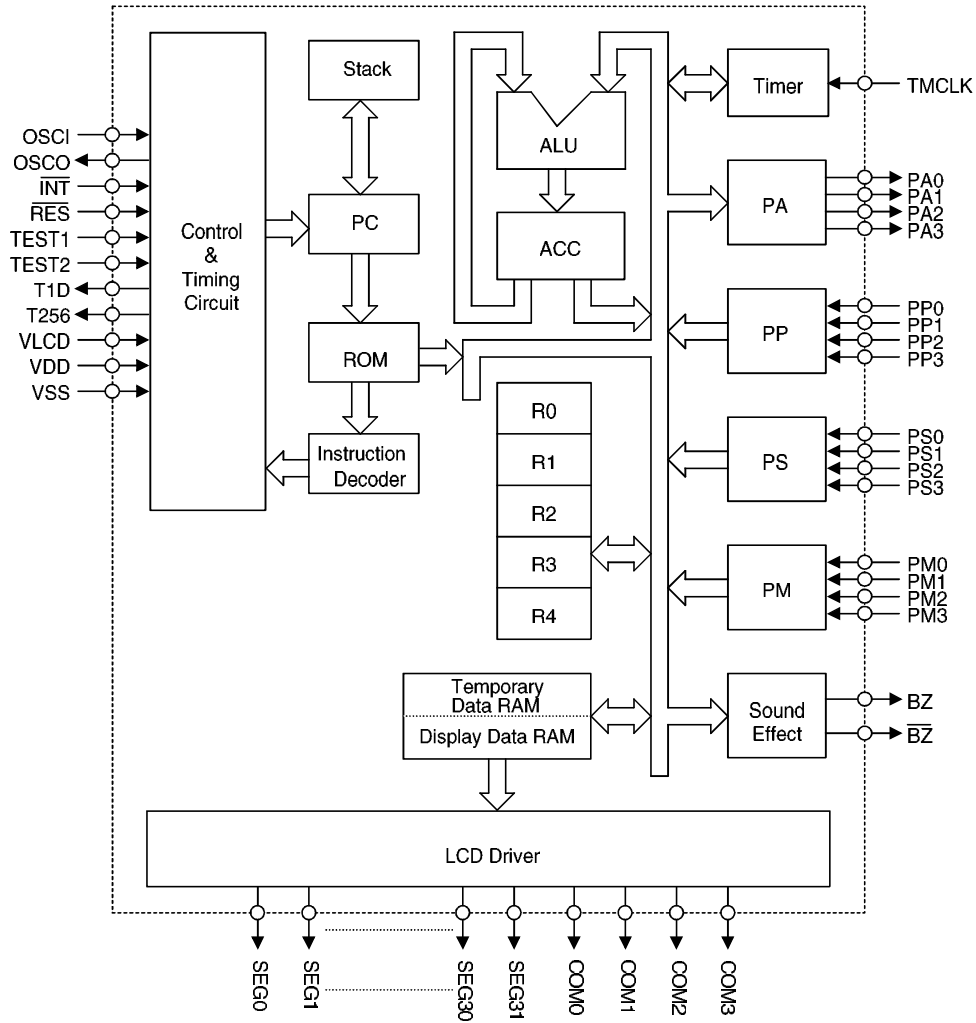 OSCI
OSCO
INT
RES
TEST1
TEST2
T1D
T256
VLCD
VDD
VSS
Control
&
Timing
Circuit
Stack
PC
ROM
Instruction
Decoder
ALU
ACC
R0
R1
R2
R3
R4
Temporary
Data RAM
Display Data RAM
Timer
TMCLK
PA
PA0
PA1
PA2
PA3
PP
PP0
PP1
PP2
PP3
PS
PS0
PS1
PS2
PS3
PM
PM0
PM1
PM2
PM3
Sound
Effect
BZ
BZ
LCD Driver
SEG0
SEG1
SEG30
SEG31
COM0
COM1
COM2
COM3